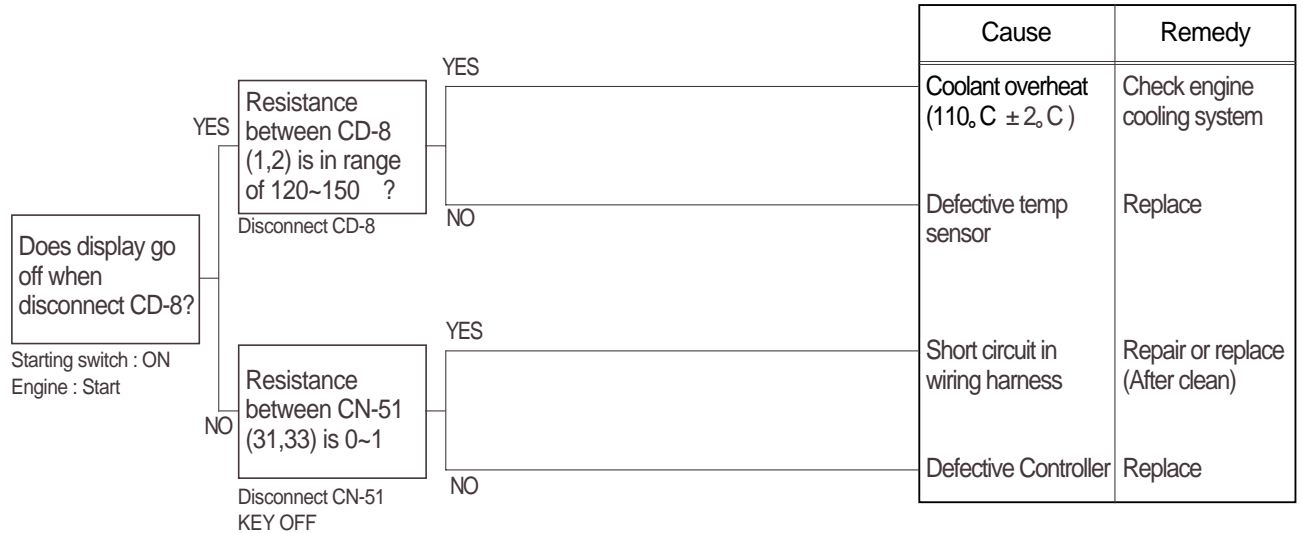 Cause
Remedy
YES
Coolant overheat
(110˳C ±2˳C)
Check engine
cooling system
YES
Resistance
between CD-8
(1,2) is in range
of 120~150 ?
Disconnect CD-8
NO
Defective temp
sensor
Replace
Does display go
off when
disconnect CD-8?
Starting switch : ON
Engine : Start
YES
Short circuit in
wiring harness
Repair or replace
(After clean)
NO
Resistance
between CN-51
(31,33) is 0~1
Disconnect CN-51
KEY OFF
NO
Defective Controller
Replace